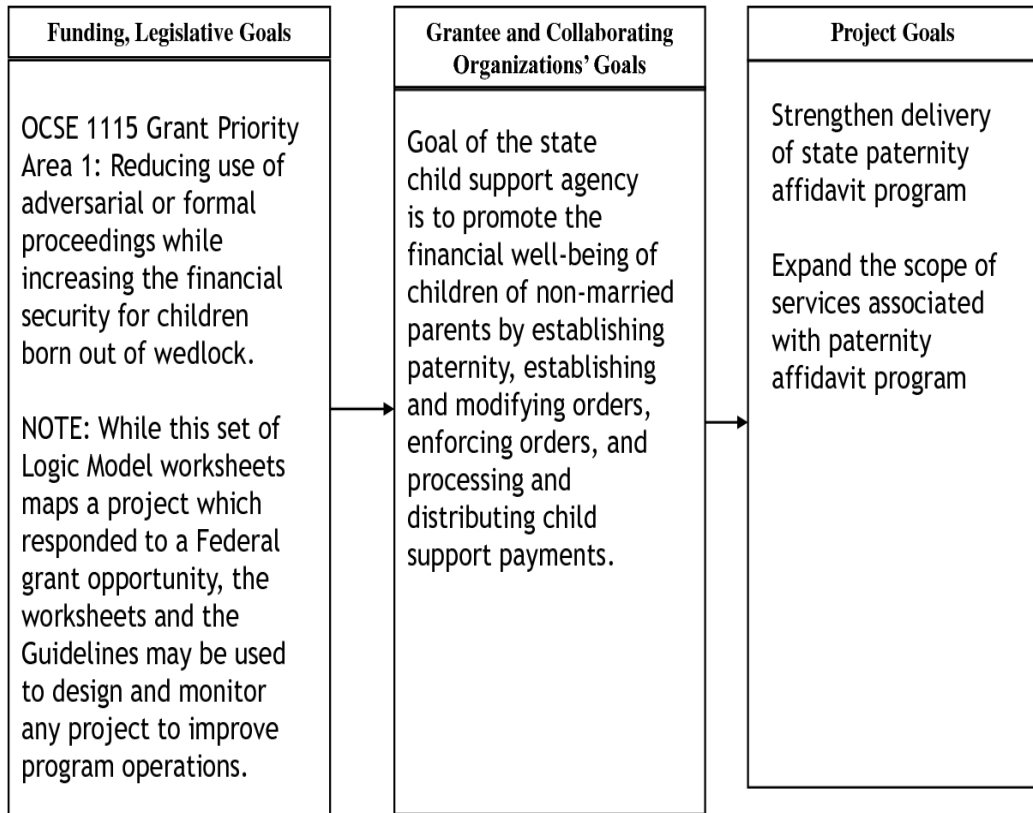 Funding, Legislative Goals
OCSE 1115 Grant Priority
Area 1: Reducing use of
adversarial or formal
proceedings while
increasing the financial
security for children
born out of wedlock.
NOTE: While this set of
Logic Model worksheets
maps a project which
responded to a Federal
grant opportunity, the
worksheets and the
Guidelines may be used
to design and monitor
any project to improve
program operations.
Grantee and Collaborating
Organizations’ Goals
Goal of the state
child support agency
is to promote the
financial well-being of
children of non-married
parents by establishing
paternity, establishing
and modifying orders,
enforcing orders, and
processing and
distributing child
support payments.
Project Goals
Strengthen delivery
of state paternity
affidavit program
Expand the scope of
services associated
with paternity
affidavit program